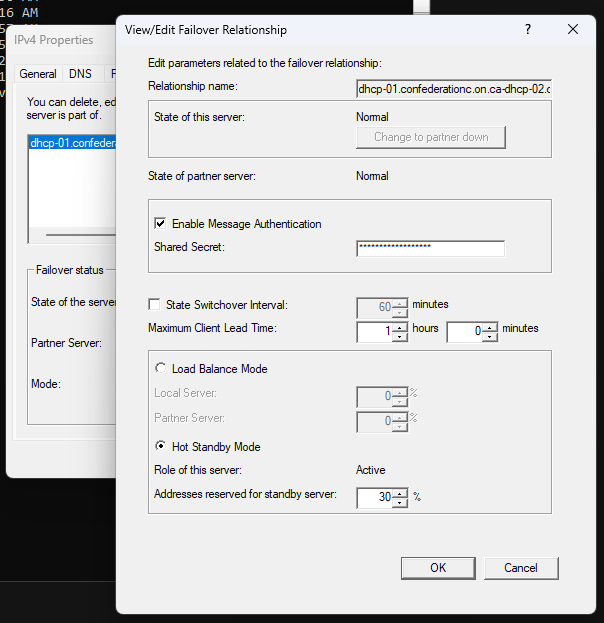 16 AM
IPv4 Properties
General DNS
You can delete, ed
server is part of.
dhcp-01.confedera
Failover status
State of the server
Partner Server:
Mode:
View/Edit Failover Relationship
?
Edit parameters related to the failover relationship:
Relationship name: dhcp-01.confederationc.on.ca-dhcp-02.c
State of this server: Normal
Change to partner down
State of partner server: Normal
Enable Message Authentication
Shared Secret: *****************
State Switchover Interval: 60 minutes
Maximum Client Lead Time: 1 hours 0 minutes
Load Balance Mode
Local Server: 0 %
Partner Server: 0 %
Hot Standby Mode
Role of this server: Active
Addresses reserved for standby server: 30 %
OK Cancel